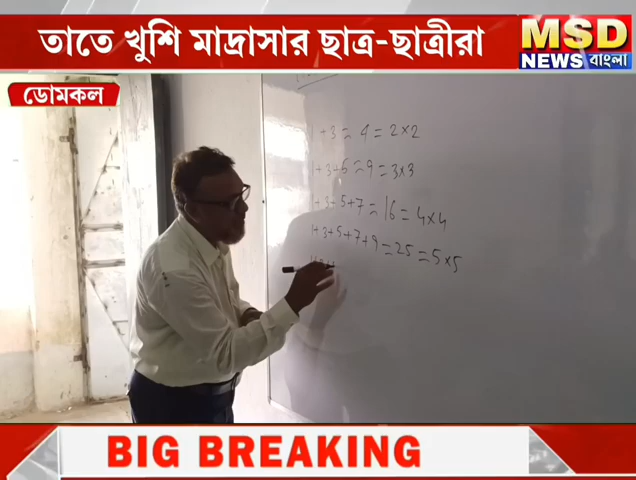 তাতে খুশি মাদ্রাসার ছাত্র-ছাত্রীরা
MSD
NEWS বাংলা
ডোমকল
1+3 = 4 = 2×2
1+3+6 = 9 = 3×3
1+3+5+7 = 16 = 4×4
1+3+5+7+9 = 25 = 5×5
BIG BREAKING